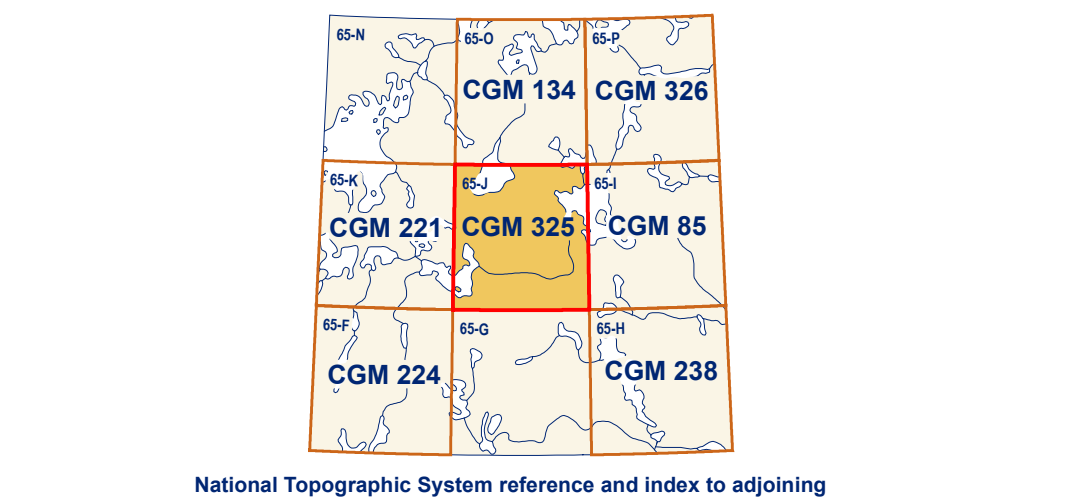 65-N
65-O
65-P
CGM 134
CGM 326
65-K
65-J
65-I
CGM 221
CGM 325
CGM 85
65-F
65-G
65-H
CGM 224
CGM 238
National Topographic System reference and index to adjoining